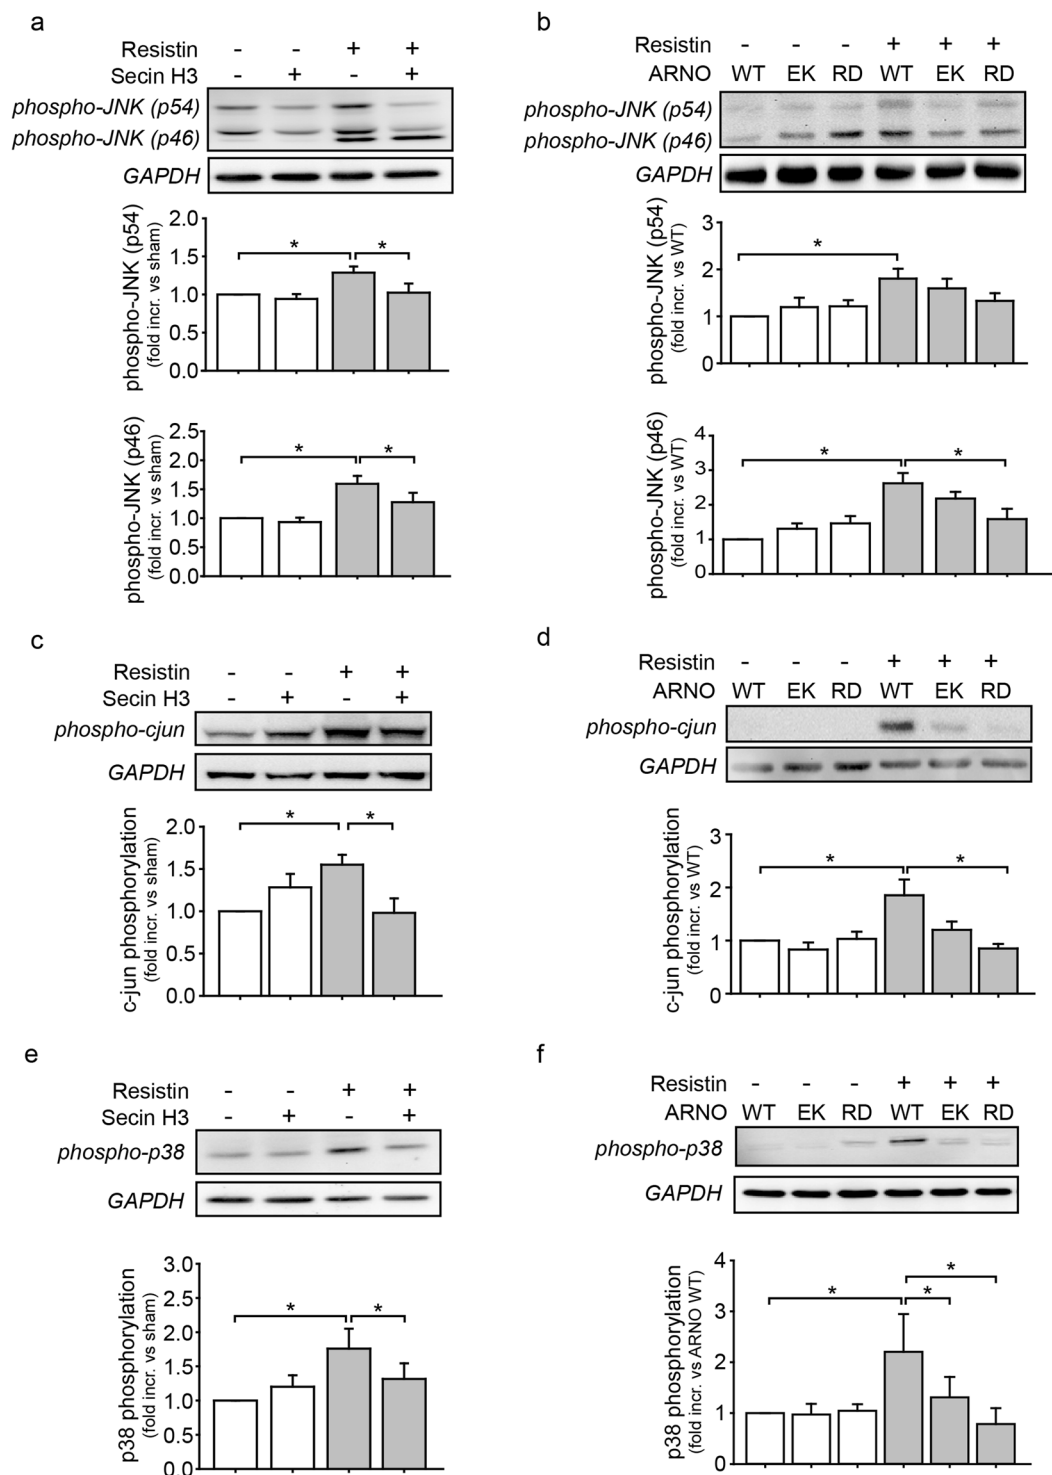 a
Resistin - - + +
Secin H3 - + - +
phospho-JNK (p54)
phospho-JNK (p46)
GAPDH
phospho-JNK (p54)
(fold incr. vs sham)
2.0
1.5
1.0
0.5
0.0
* *
phospho-JNK (p46)
(fold incr. vs sham)
2.5
2.0
1.5
1.0
0.5
0.0
* *
b
Resistin - - - + + +
ARNO WT EK RD WT EK RD
phospho-JNK (p54)
phospho-JNK (p46)
GAPDH
phospho-JNK (p54)
(fold incr. vs WT)
3
2
1
0
*
phospho-JNK (p46)
(fold incr. vs WT)
4
3
2
1
0
* *
c
Resistin - - + +
Secin H3 - + - +
phospho-cjun
GAPDH
c-jun phosphorylation
(fold incr. vs sham)
2.0
1.5
1.0
0.5
0.0
* *
d
Resistin - - - + + +
ARNO WT EK RD WT EK RD
phospho-cjun
GAPDH
c-jun phosphorylation
(fold incr. vs WT)
3
2
1
0
* *
e
Resistin - - + +
Secin H3 - + - +
phospho-p38
GAPDH
p38 phosphorylation
(fold incr. vs sham)
3.0
2.5
2.0
1.5
1.0
0.5
0.0
* *
f
Resistin - - - + + +
ARNO WT EK RD WT EK RD
phospho-p38
GAPDH
p38 phosphorylation
(fold incr. vs ARNO WT)
4
3
2
1
0
*
* *